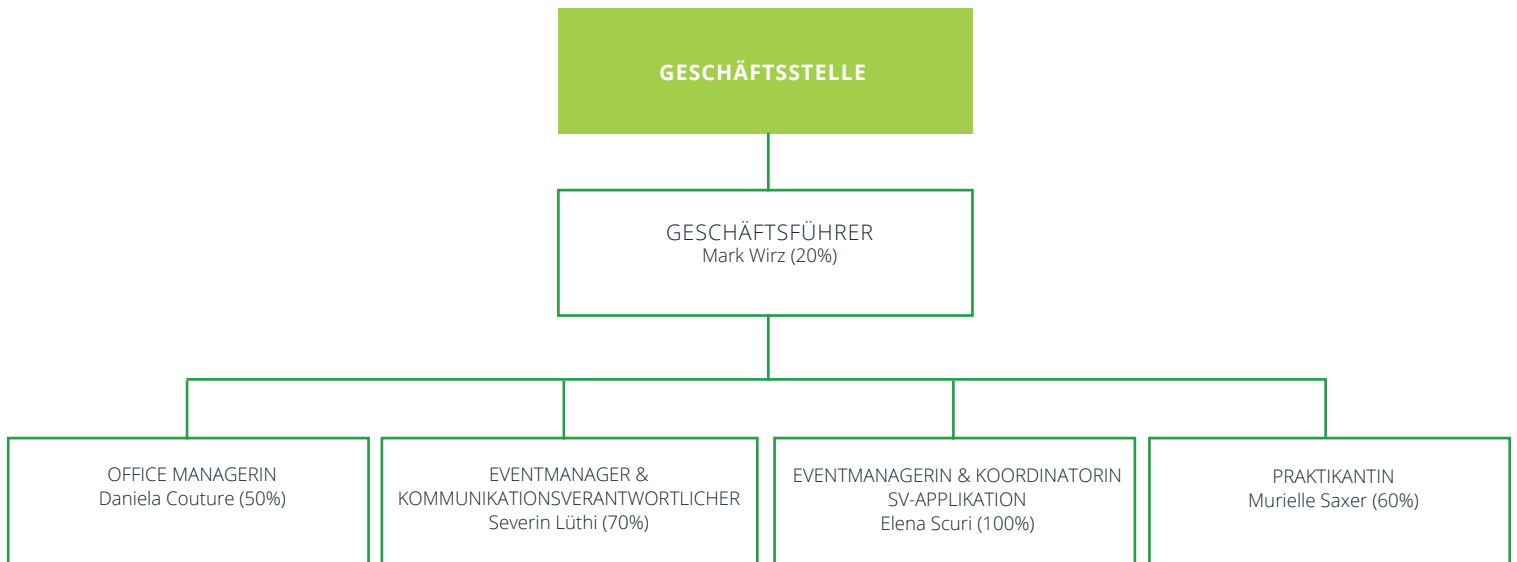 GESCHÄFTSSTELLE
GESCHÄFTSFÜHRER
Mark Wirz (20%)
OFFICE MANAGERIN
Daniela Couture (50%)
EVENTMANAGER &
KOMMUNIKATIONSVERANTWORTLICHER
Severin Lüthi (70%)
EVENTMANAGERIN & KOORDINATORIN
SV-APPLIKATION
Elena Scuri (100%)
PRAKTIKANTIN
Murielle Saxer (60%)